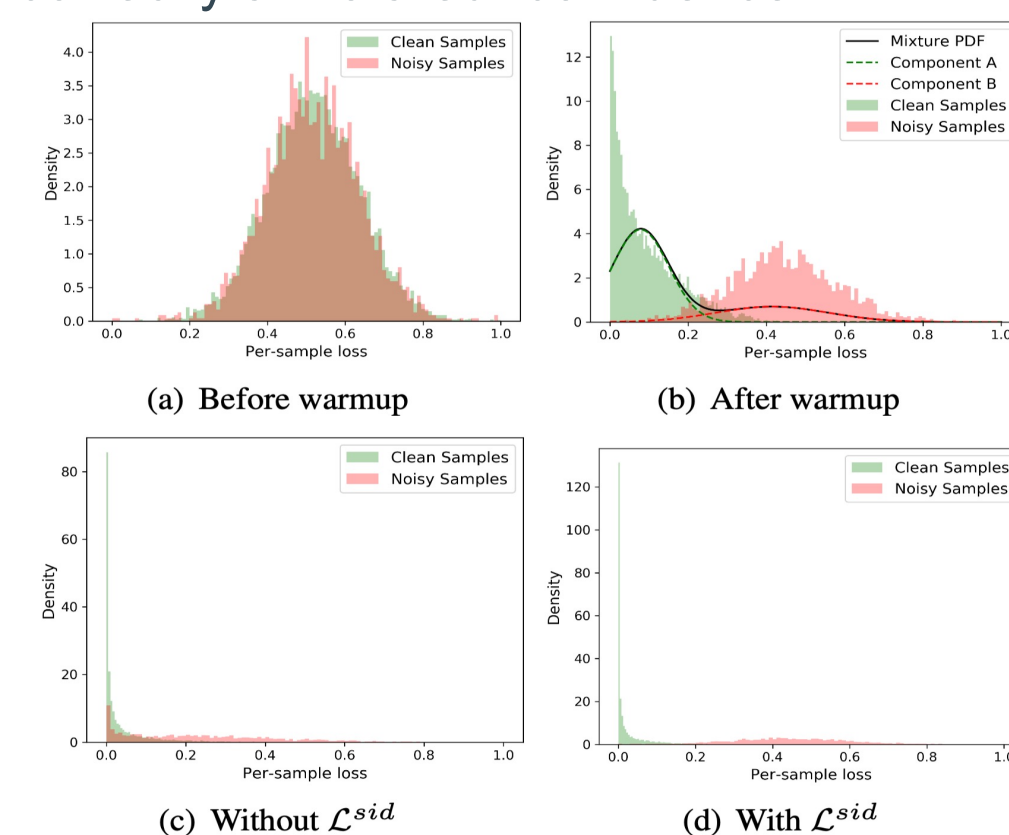 Clean Samples
Noisy Samples
Density
4.0
3.5
3.0
2.5
2.0
1.5
1.0
0.5
0.0
0.0 0.2 0.4 0.6 0.8 1.0
Per-sample loss
(a) Before warmup
Mixture PDF
Component A
Component B
Clean Samples
Noisy Samples
Density
12
10
8
6
4
2
0
0.0 0.2 0.4 0.6 0.8 1.0
Per-sample loss
(b) After warmup
Clean Samples
Noisy Samples
Density
80
60
40
20
0
0.0 0.2 0.4 0.6 0.8 1.0
Per-sample loss
(c) Without ℒ^sid
Clean Samples
Noisy Samples
Density
120
100
80
60
40
20
0
0.0 0.2 0.4 0.6 0.8
Per-sample loss
(d) With ℒ^sid